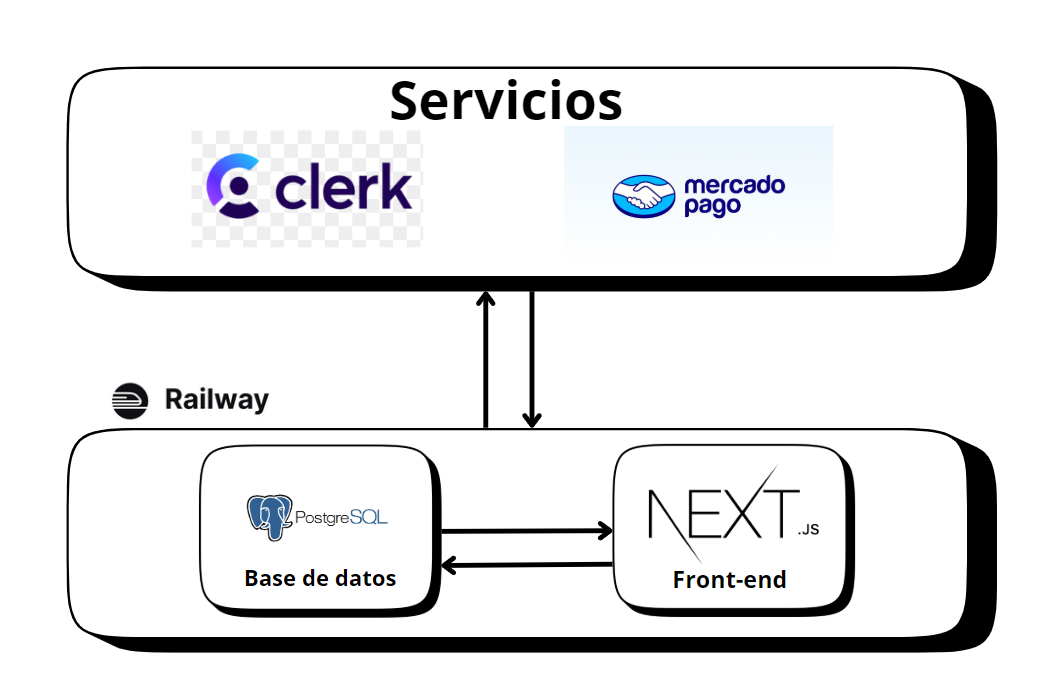 Servicios
clerk
mercado
pago
Railway
PostgreSQL
Base de datos
NEXT.JS
Front-end